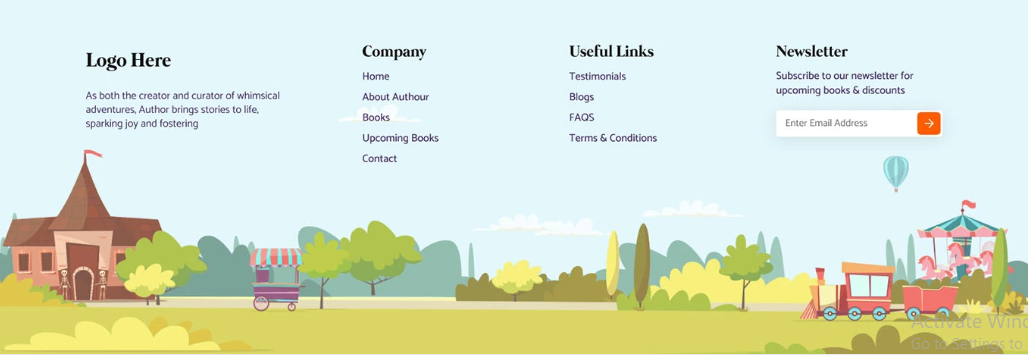 Logo Here
As both the creator and curator of whimsical
adventures, Author brings stories to life,
sparking joy and fostering
Company
Home
About Authour
Books
Upcoming Books
Contact
Useful Links
Testimonials
Blogs
FAQS
Terms & Conditions
Newsletter
Subscribe to our newsletter for
upcoming books & discounts
Enter Email Address
Activate Wind
Go to Settings to